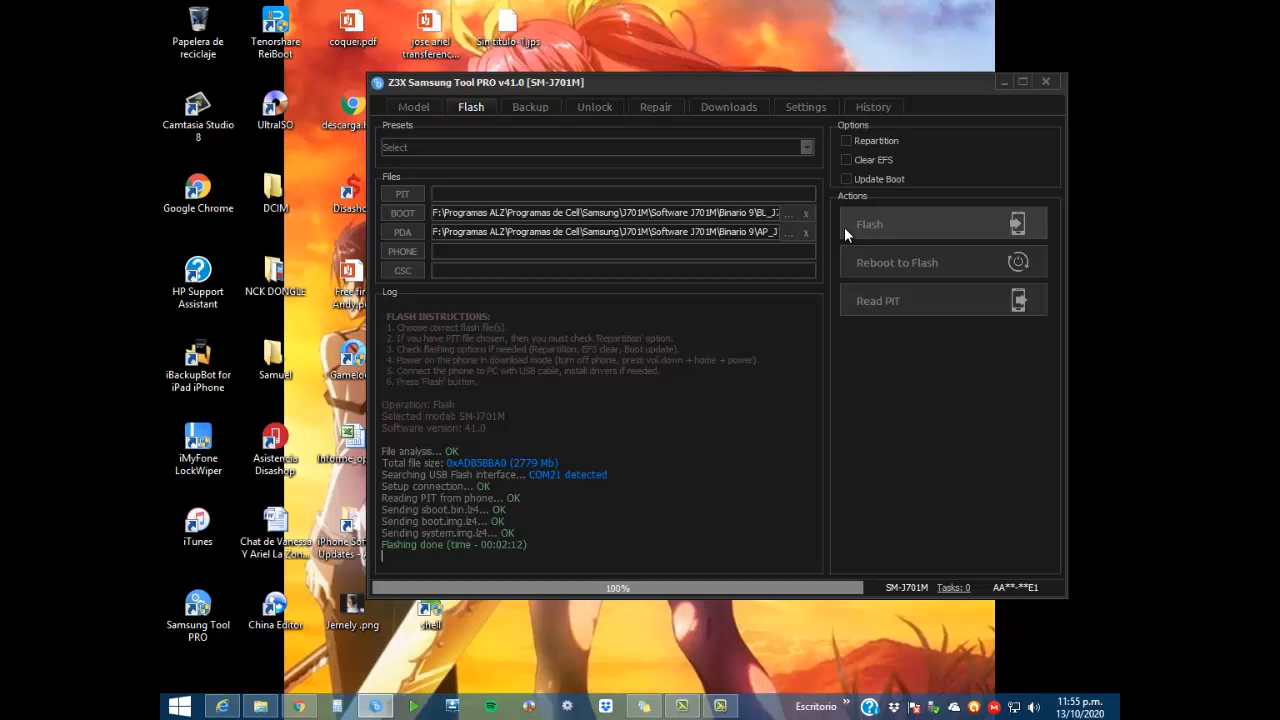 Papelera de
reciclaje
Tenorshare
ReiBoot
coquei.pdf
jose ariel
transferenc...
Sin titulo-1.jps
Camtasia Studio
8
UltraISO
descarga.h
Google Chrome
DCIM
Disasho
HP Support
Assistant
NCK DONGLE
Free fir
Andy.p
iBackupBot for
iPad iPhone
Samuel
Gameloo
iMyFone
LockWiper
Asistencia
Disashop
Informe_op
iTunes
Chat de Vanessa
Y Ariel La Zon...
iPhone Sof
Updates - A
Samsung Tool
PRO
China Editor
Jemely .png
shell
Z3X Samsung Tool PRO v41.0 [SM-J701M]
Model Flash Backup Unlock Repair Downloads Settings History
Presets
Select
Files
PIT
BOOT F:\Programas ALZ\Programas de Cell\Samsung\J701M\Software J701M\Binario 9\BL_J7 ... x
PDA F:\Programas ALZ\Programas de Cell\Samsung\J701M\Software J701M\Binario 9\AP_J ... x
PHONE
CSC
Options
Repartition
Clear EFS
Update Boot
Actions
Flash
Reboot to Flash
Read PIT
Log
FLASH INSTRUCTIONS:
1. Choose correct flash file(s).
2. If you have PIT file chosen, then you must check 'Repartition' option.
3. Check flashing options if needed (Repartition, EFS clear, Boot update).
4. Power on the phone in download mode (turn off phone, press vol.down + home + power).
5. Connect the phone to PC with USB cable, install drivers if needed.
6. Press 'Flash' button.
Operation: Flash
Selected model: SM-J701M
Software version: 41.0
File analysis... OK
Total file size: 0xADB5BBA0 (2779 Mb)
Searching USB Flash interface... COM21 detected
Setup connection... OK
Reading PIT from phone... OK
Sending sboot.bin.lz4... OK
Sending boot.img.lz4... OK
Sending system.img.lz4... OK
Flashing done (time - 00:02:12)
100%
SM-J701M Tasks: 0 AA**-**E1
Escritorio
11:55 p.m.
13/10/2020